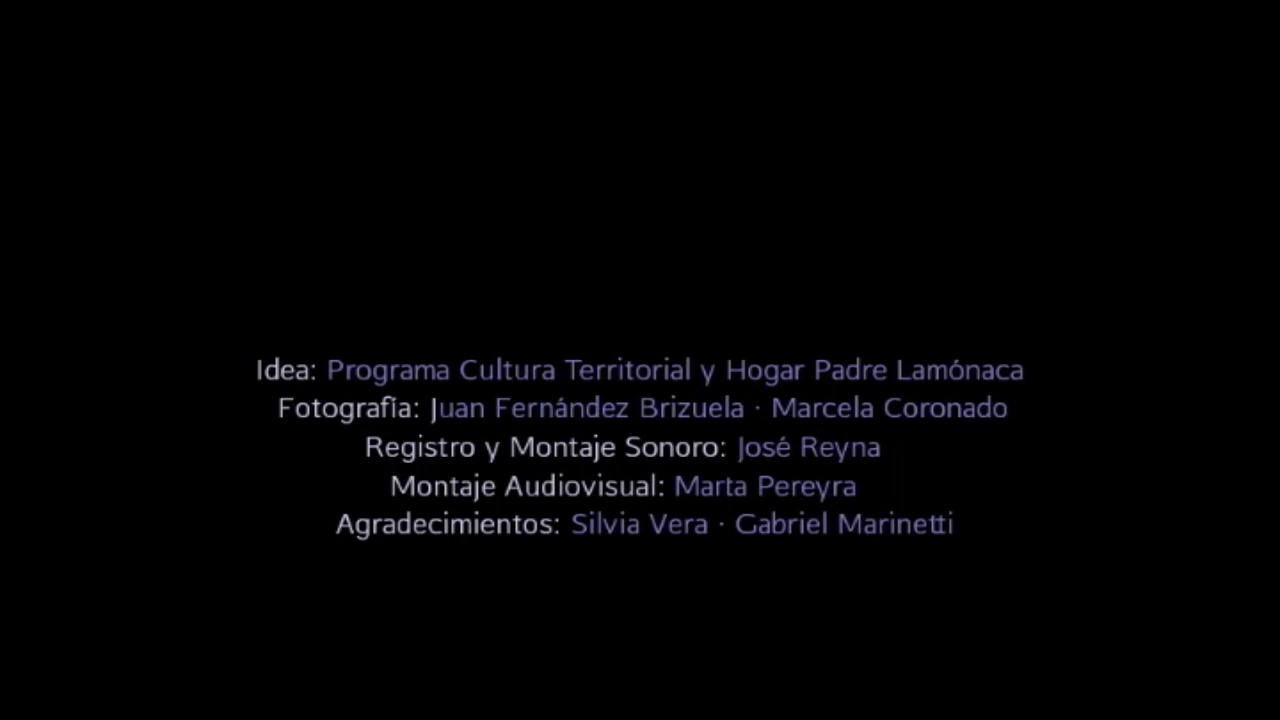 Idea: Programa Cultura Territorial y Hogar Padre Lamónaca
Fotografía: Juan Fernández Brizuela · Marcela Coronado
Registro y Montaje Sonoro: José Reyna
Montaje Audiovisual: Marta Pereyra
Agradecimientos: Silvia Vera · Gabriel Marinetti